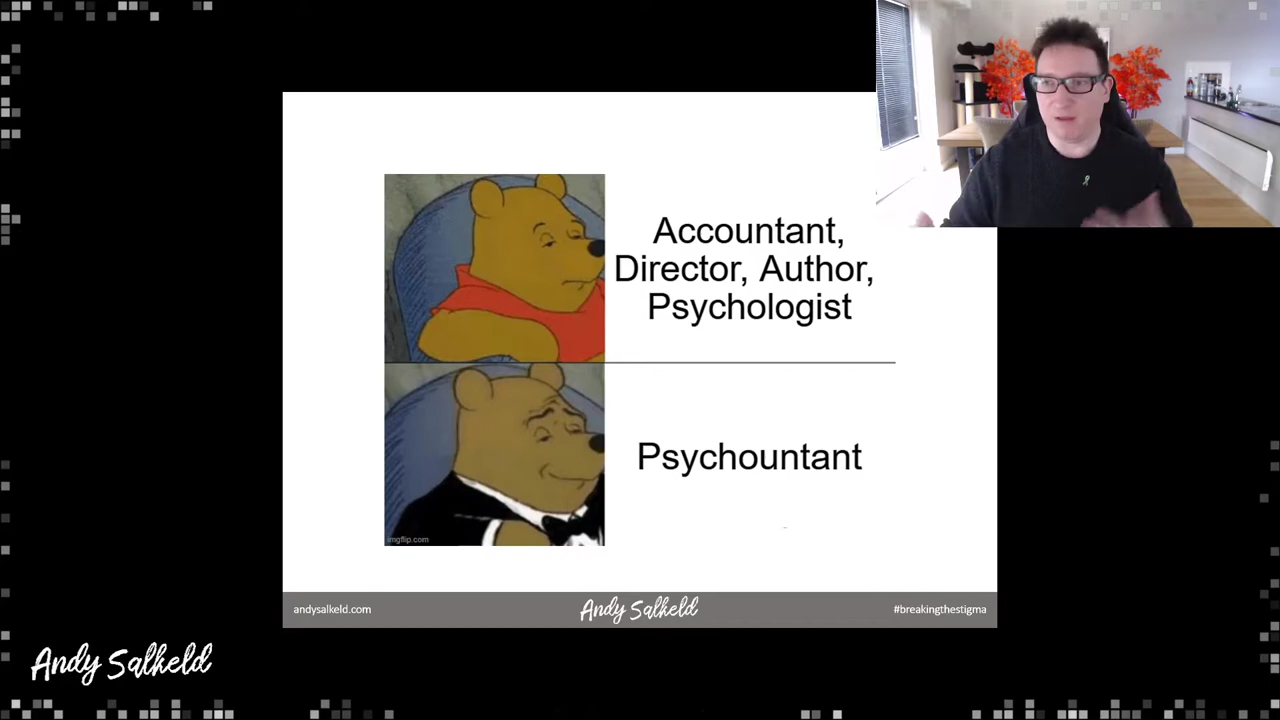 Accountant,
Director, Author,
Psychologist
Psychountant
imgflip.com
andysalkeld.com
Andy Salkeld
#breakingthestigma
Andy Salkeld